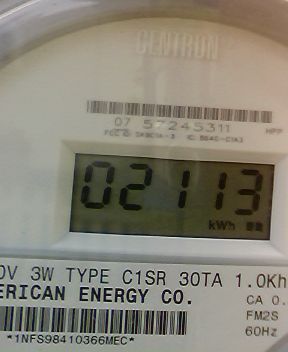 CENTRON
07 57245311
HPP
02113
kWh
0V 3W TYPE C1SR 30TA 1.0Kh
ERICAN ENERGY CO.
CA 0.
FM2S
60Hz
*1NFS98410366MEC*